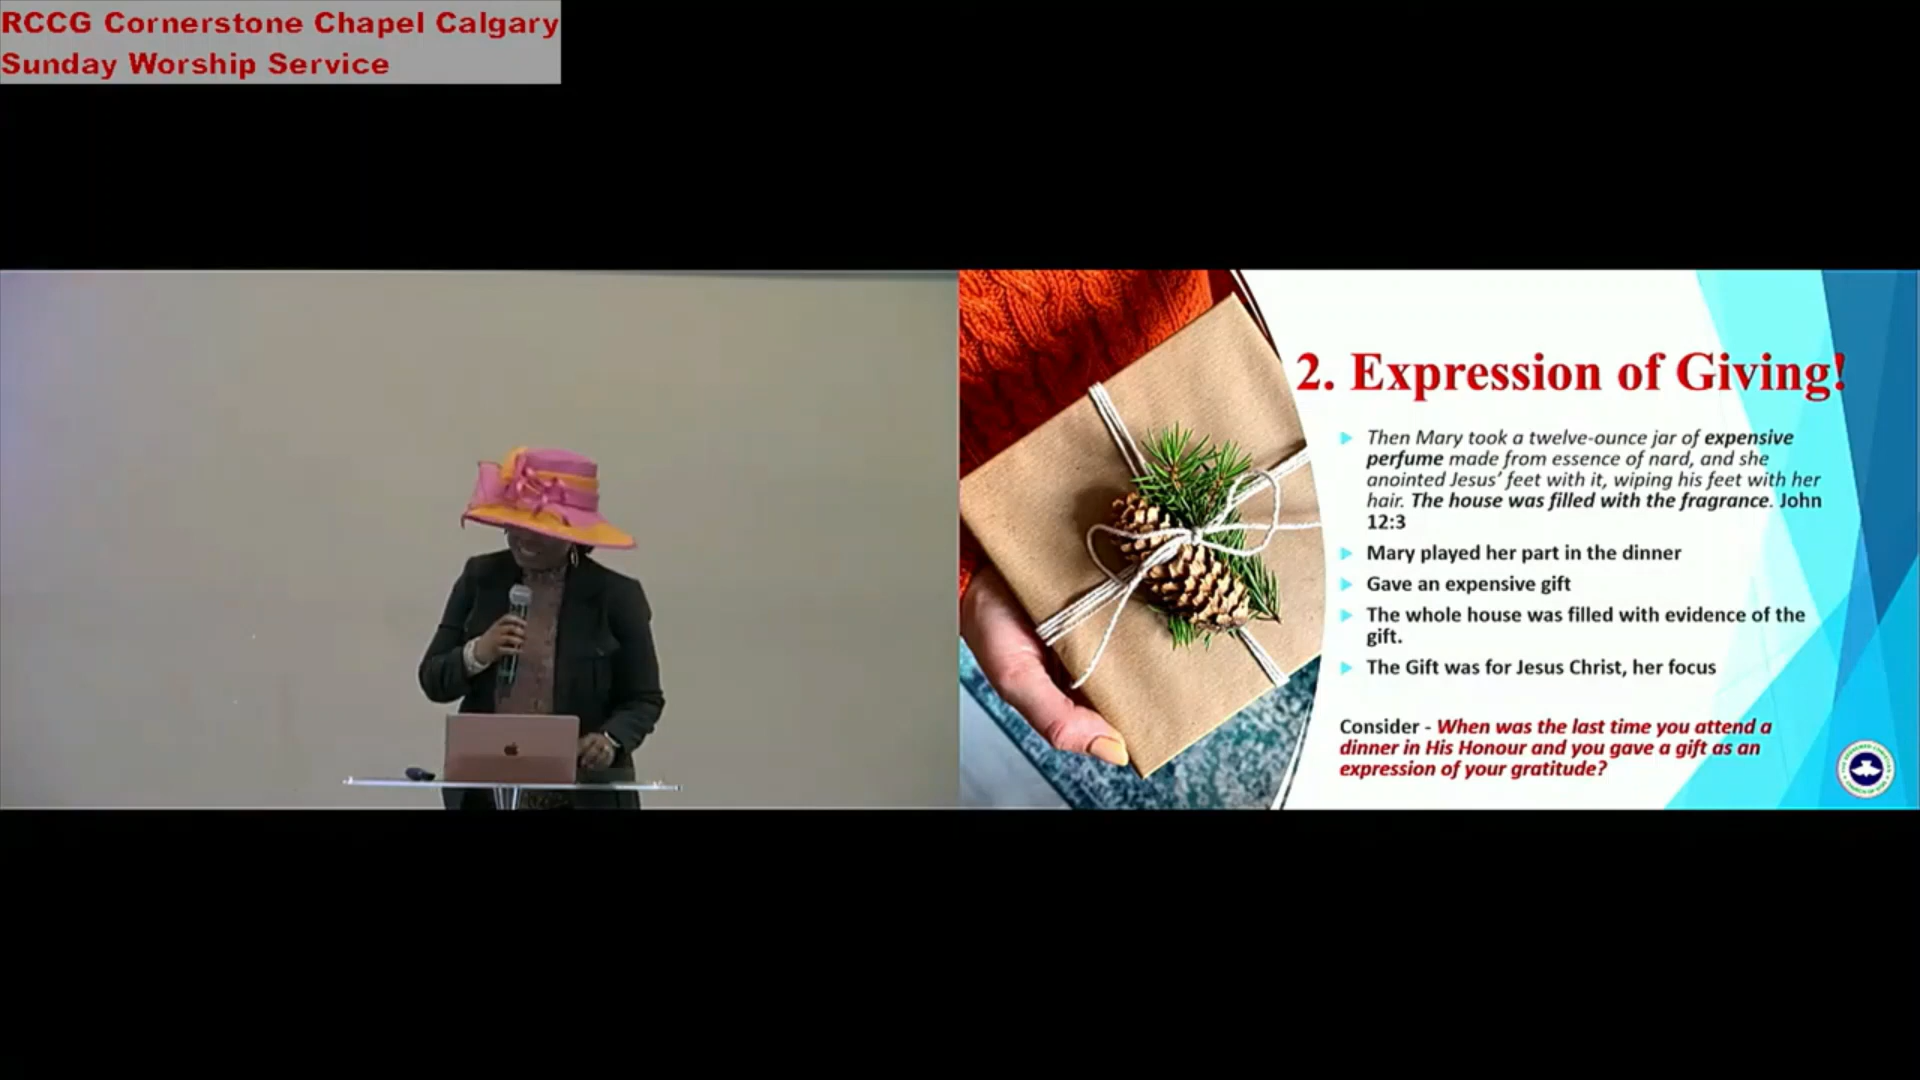 RCCG Cornerstone Chapel Calgary
Sunday Worship Service
2. Expression of Giving!
Then Mary took a twelve-ounce jar of expensive
perfume made from essence of nard, and she
anointed Jesus' feet with it, wiping his feet with her
hair. The house was filled with the fragrance. John
12:3
Mary played her part in the dinner
Gave an expensive gift
The whole house was filled with evidence of the
gift.
The Gift was for Jesus Christ, her focus
Consider - When was the last time you attend a
dinner in His Honour and you gave a gift as an
expression of your gratitude?